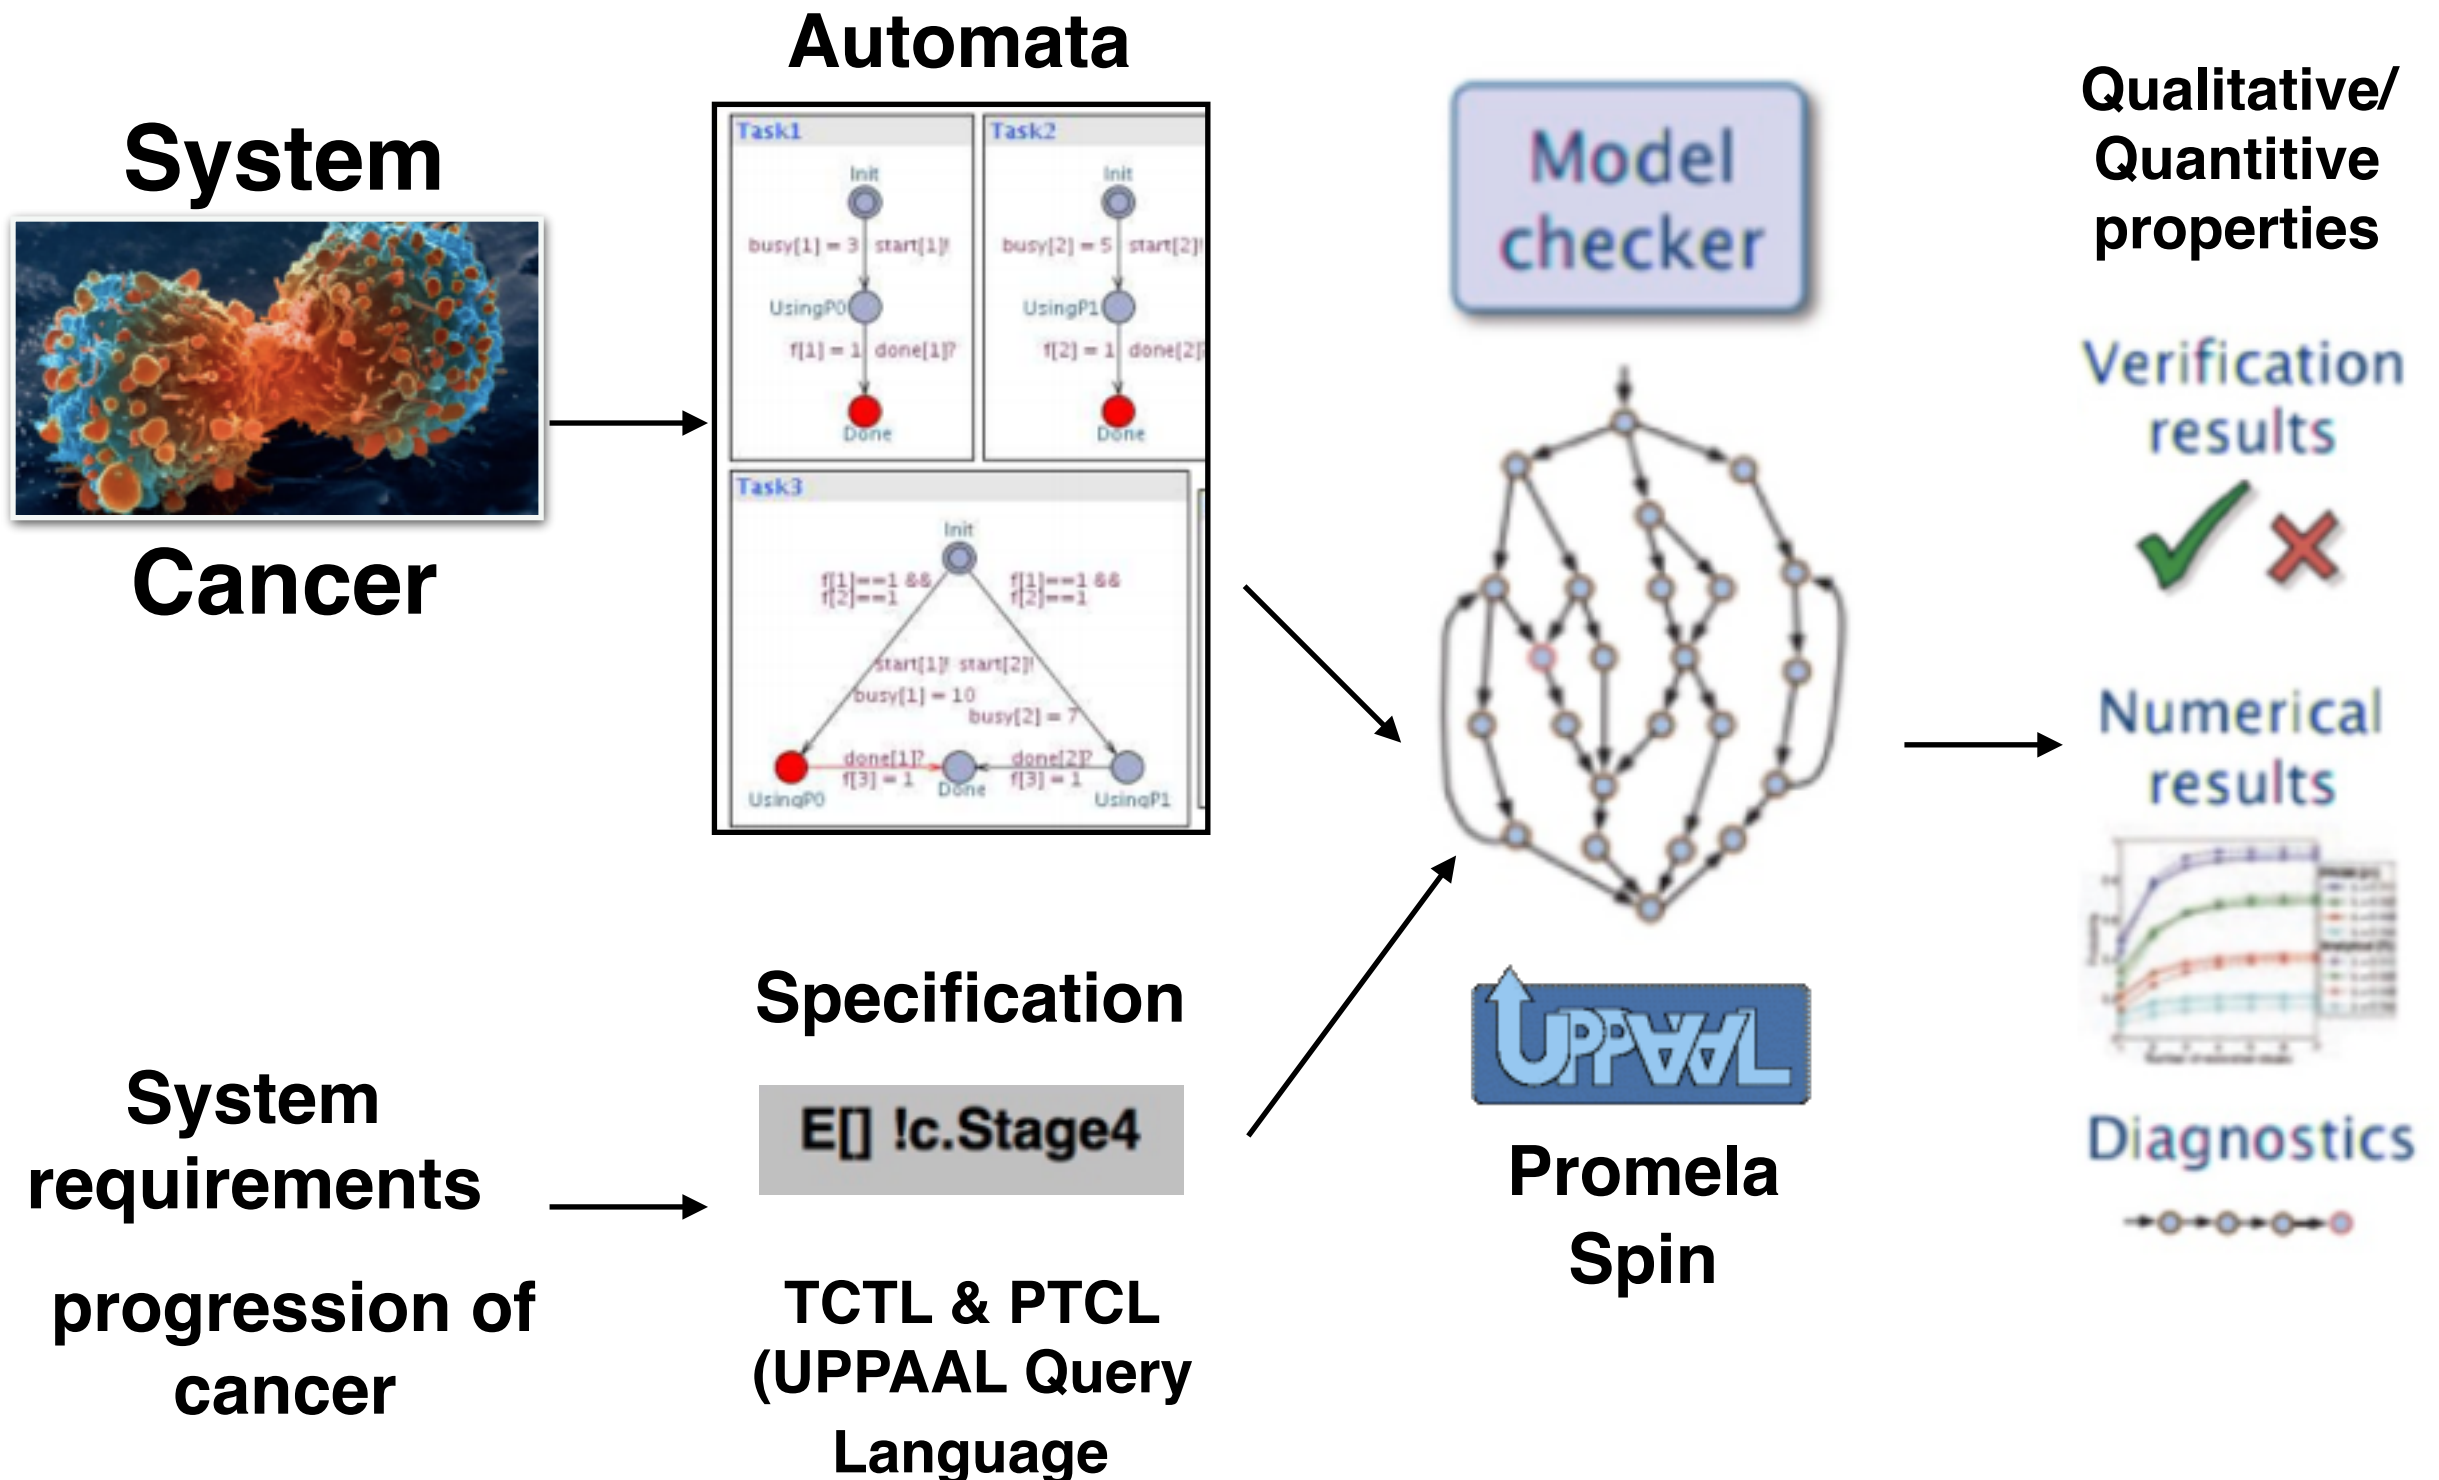 System
Cancer
System
requirements
progression of
cancer
Automata
Task1
Init
busy[1] = 3 start[1]!
UsingP0
f[1] = 1 done[1]?
Done
Task2
Init
busy[2] = 5 start[2]!
UsingP1
f[2] = 1 done[2]?
Done
Task3
Init
f[1]==1 &&
f[2]==1
f[1]==1 &&
f[2]==1
start[1]! start[2]!
busy[1] = 10
busy[2] = 7
done[1]?
f[3] = 1
done[2]?
f[3] = 1
UsingP0
Done
UsingP1
Specification
E[] !c.Stage4
TCTL & PTCL
(UPPAAL Query
Language
Model
checker
UPPAAL
Promela
Spin
Qualitative/
Quantitive
properties
Verification
results
Numerical
results
Diagnostics